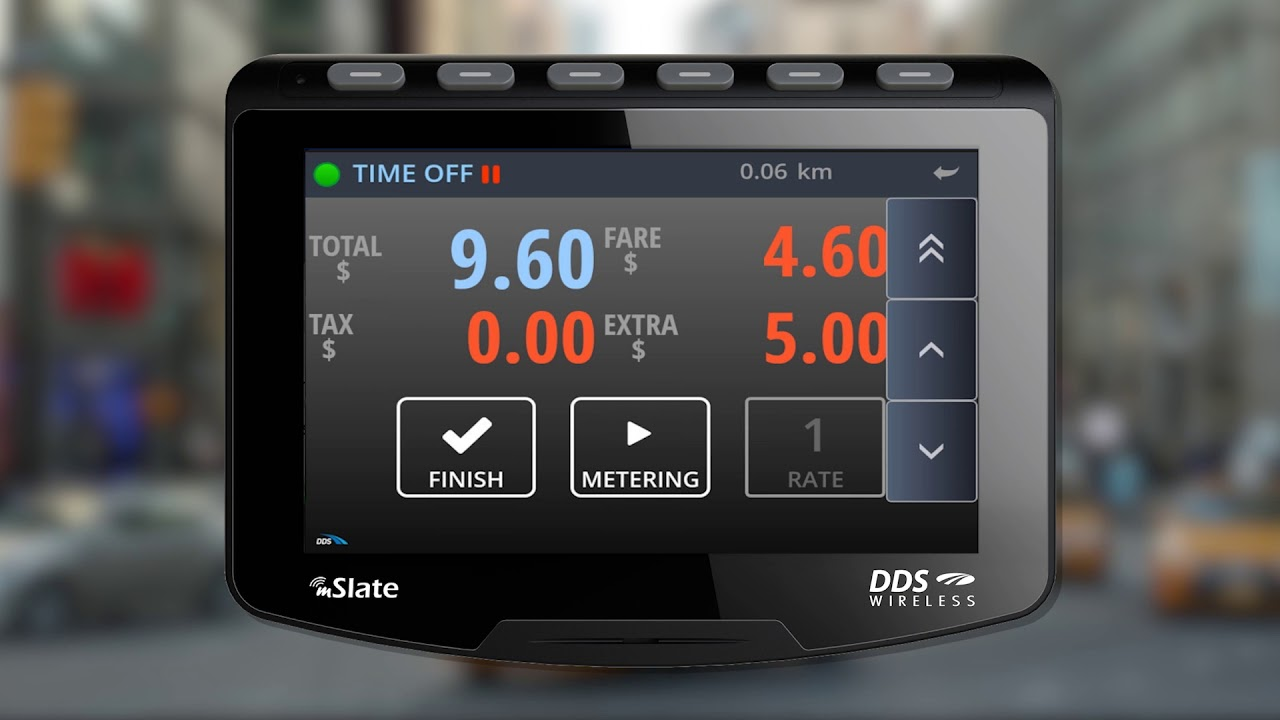 TIME OFF 0.06 km
TOTAL $ 9.60 FARE $ 4.60
TAX $ 0.00 EXTRA $ 5.00
FINISH METERING 1 RATE
DDS
mSlate DDS
WIRELESS